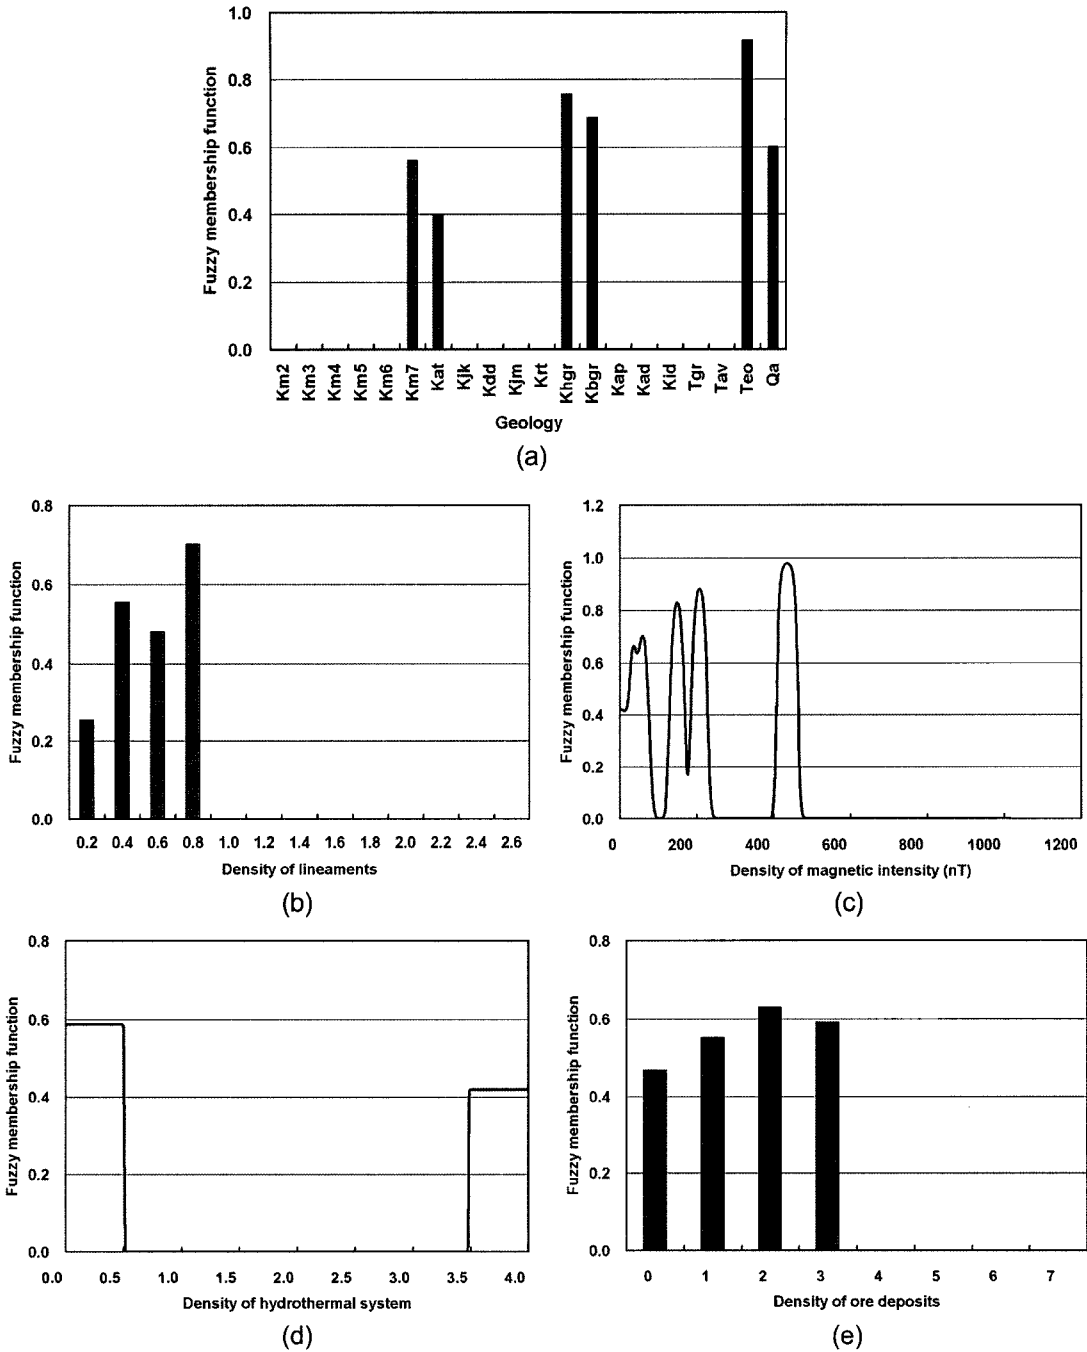 1.0
0.8
0.6
0.4
0.2
0.0
Fuzzy membership function
Km2 Km3 Km4 Km5 Km6 Km7 Kat Kjk Kdd Kjm Krt Khgr Kbgr Kap Kad Kid Tgr Tav Teo Qa
Geology
(a)
0.8
0.6
0.4
0.2
0.0
Fuzzy membership function
0.2 0.4 0.6 0.8 1.0 1.2 1.4 1.6 1.8 2.0 2.2 2.4 2.6
Density of lineaments
(b)
1.2
1.0
0.8
0.6
0.4
0.2
0.0
Fuzzy membership function
0 200 400 600 800 1000 1200
Density of magnetic intensity (nT)
(c)
0.8
0.6
0.4
0.2
0.0
Fuzzy membership function
0.0 0.5 1.0 1.5 2.0 2.5 3.0 3.5 4.0
Density of hydrothermal system
(d)
0.8
0.6
0.4
0.2
0.0
Fuzzy membership function
0 1 2 3 4 5 6 7
Density of ore deposits
(e)